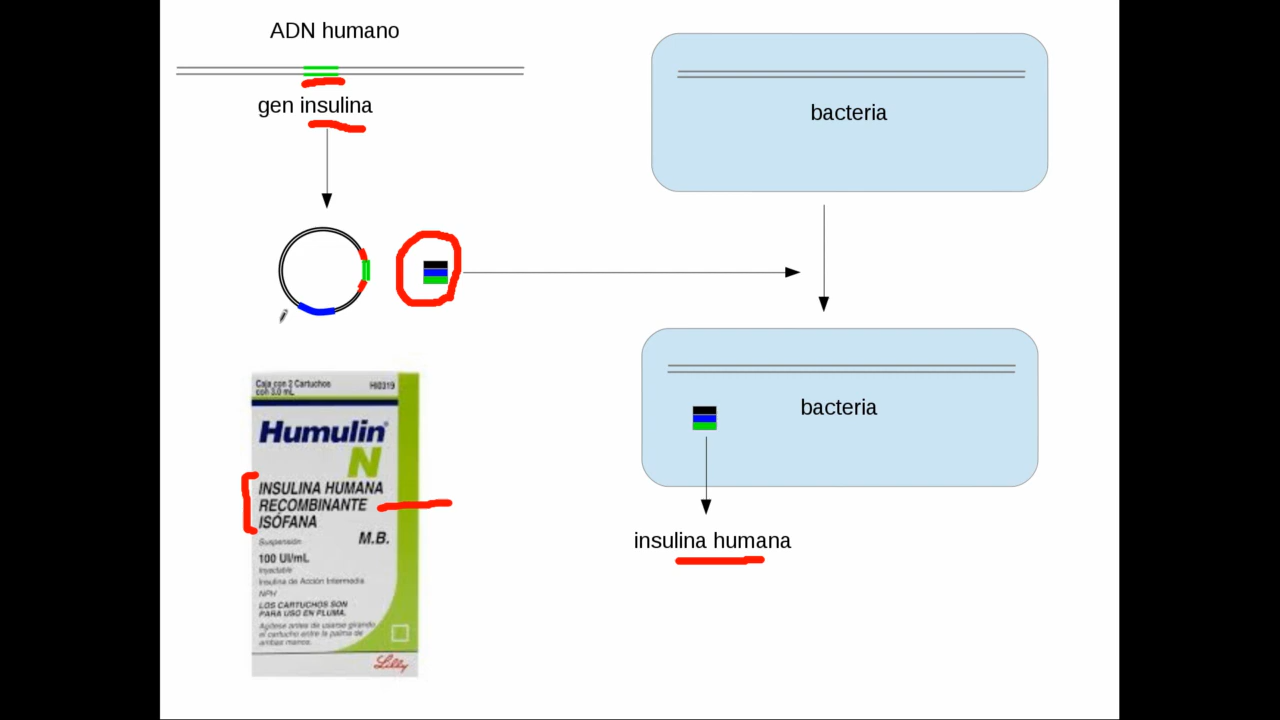 ADN humano
gen insulina
bacteria
bacteria
insulina humana
Caja con 2 Cartuchos
con 3.0 mL
HI0319
Humulin
N
INSULINA HUMANA
RECOMBINANTE
ISÓFANA
M.B.
Suspensión
100 UI/mL
Inyectable
Insulina de Acción Intermedia
NPH
LOS CARTUCHOS SON
PARA USO EN PLUMA.
Agítese antes de usarse girando
el cartucho entre la palma de
ambas manos.
Lilly